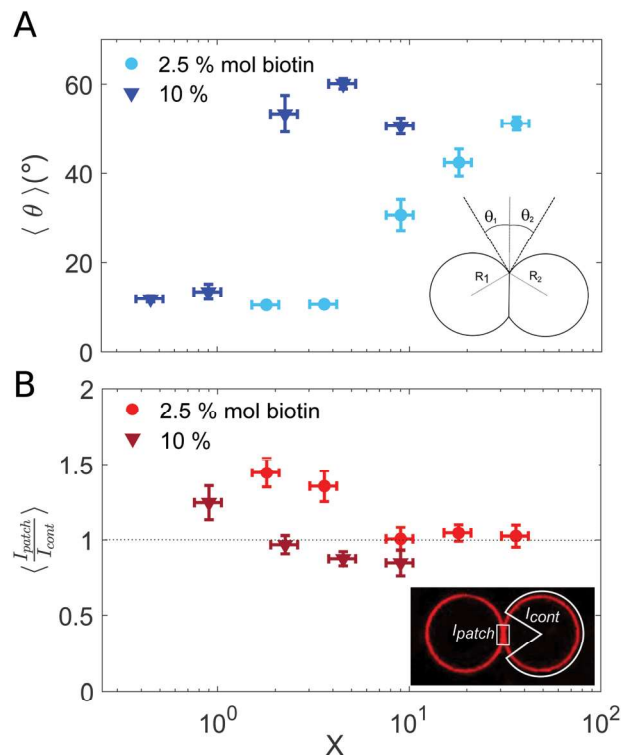 A
2.5 % mol biotin
10 %
60
40
20
0
⟨ θ ⟩ (°)
θ1 θ2
R1 R2
B
2.5 % mol biotin
10 %
2
1.5
1
0.5
0
⟨ Ipatch / Icont ⟩
Ipatch Icont
10^0 10^1 10^2
X